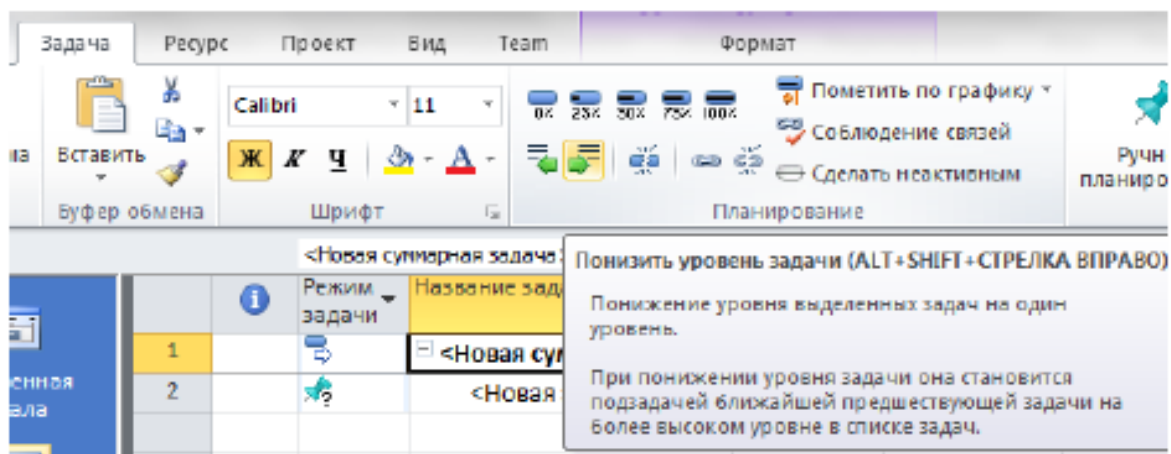 Задача Ресурс Проект Вид Team Формат
Calibri 11
0% 25% 50% 75% 100%
Пометить по графику
Соблюдение связей
Вставить
Ж К Ч А
Сделать неактивным
Ручн
планиро
Буфер обмена Шрифт Планирование
<Новая суммарная задача>
Понизить уровень задачи (ALT+SHIFT+СТРЕЛКА ВПРАВО)
Режим задачи
Название зад
Понижение уровня выделенных задач на один
уровень.
1 <Новая сум
2 <Новая
При понижении уровня задачи она становится
подзадачей ближайшей предшествующей задачи на
более высоком уровне в списке задач.
енная
ала